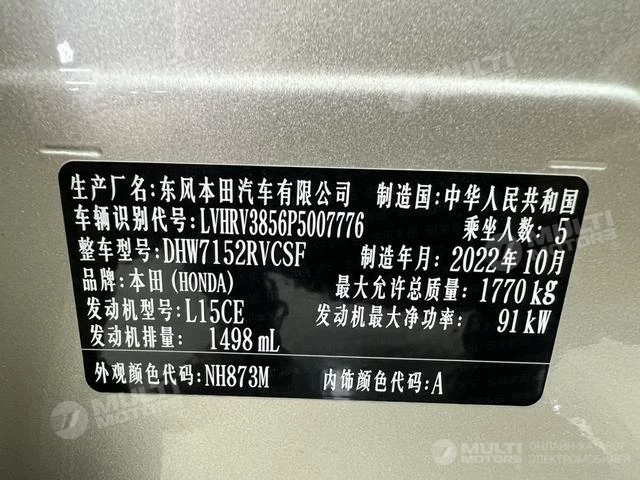 生产厂名:东风本田汽车有限公司 制造国:中华人民共和国
车辆识别代号:LVHRV3856P5007776 乘坐人数:5
整车型号:DHW7152RVCSF 制造年月:2022年10月
品牌:本田(HONDA) 最大允许总质量:1770kg
发动机型号:L15CE 发动机最大净功率:91kW
发动机排量:1498mL
外观颜色代码:NH873M 内饰颜色代码:A
MULTI MOTORS
ОНЛАЙН-КАТАЛОГ
ЭЛЕКТРОМОБИЛЕЙ